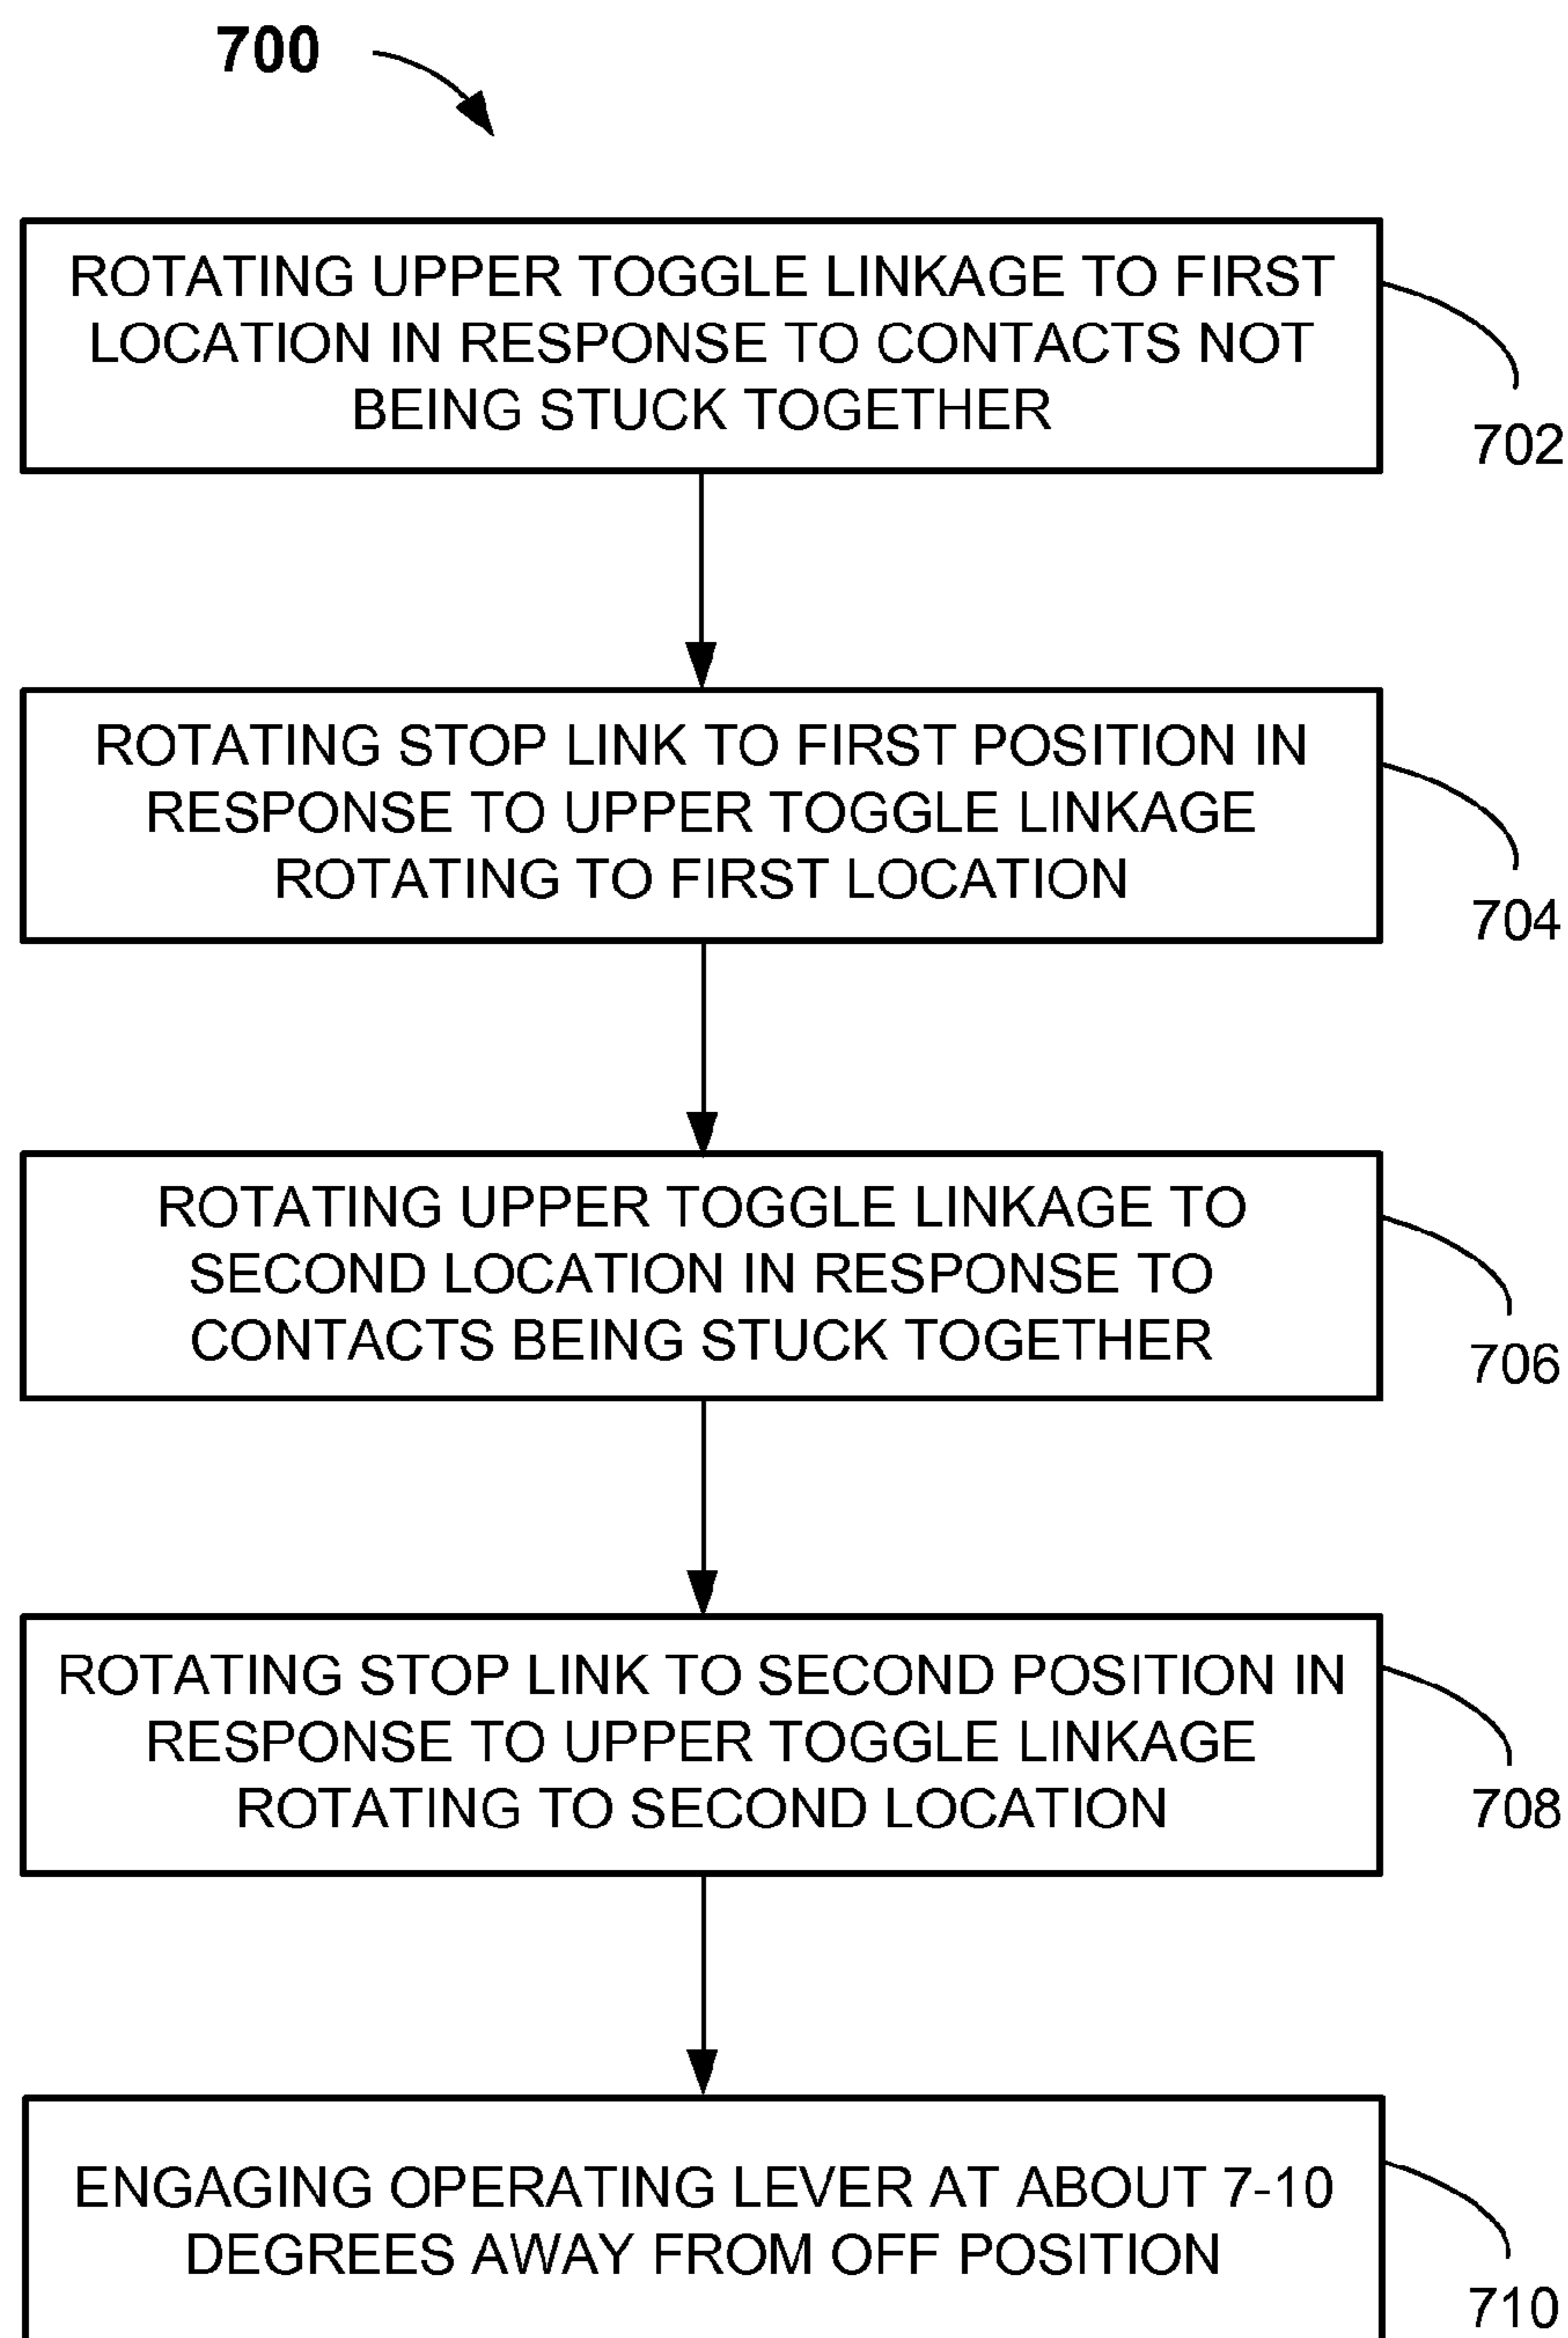 700
ROTATING UPPER TOGGLE LINKAGE TO FIRST
LOCATION IN RESPONSE TO CONTACTS NOT
BEING STUCK TOGETHER
702
ROTATING STOP LINK TO FIRST POSITION IN
RESPONSE TO UPPER TOGGLE LINKAGE
ROTATING TO FIRST LOCATION
704
ROTATING UPPER TOGGLE LINKAGE TO
SECOND LOCATION IN RESPONSE TO
CONTACTS BEING STUCK TOGETHER
706
ROTATING STOP LINK TO SECOND POSITION IN
RESPONSE TO UPPER TOGGLE LINKAGE
ROTATING TO SECOND LOCATION
708
ENGAGING OPERATING LEVER AT ABOUT 7-10
DEGREES AWAY FROM OFF POSITION
710